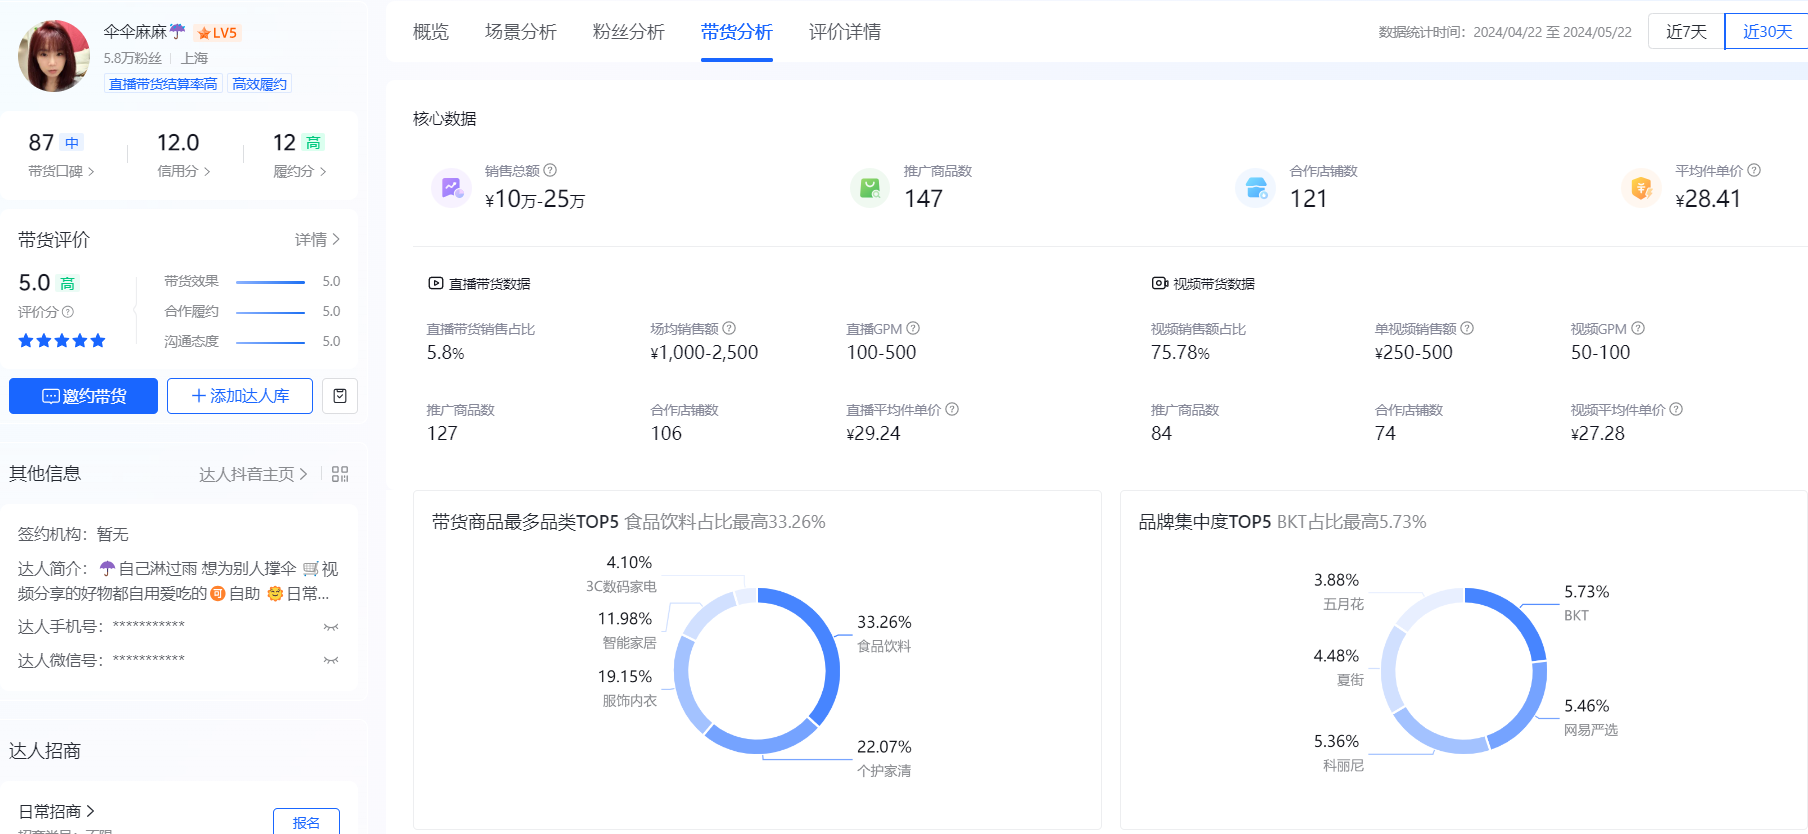 伞伞麻麻☂️ LV5
5.8万粉丝 上海
直播带货结算率高 高效履约
87 中 12.0 12 高
带货口碑 信用分 履约分
带货评价 详情
5.0 高
评价分
带货效果 5.0
合作履约 5.0
沟通态度 5.0
邀约带货 添加达人库
其他信息 达人抖音主页
签约机构: 暂无
达人简介: ☂️自己淋过雨 想为别人撑伞 🛒视
频分享的好物都自用爱吃的🉑自助 🌞日常...
达人手机号: ***********
达人微信号: ***********
达人招商
日常招商
报名
概览 场景分析 粉丝分析 带货分析 评价详情
数据统计时间: 2024/04/22 至 2024/05/22 近7天 近30天
核心数据
销售总额 推广商品数 合作店铺数 平均件单价
¥10万-25万 147 121 ¥28.41
直播带货数据
直播带货销售占比 场均销售额 直播GPM
5.8% ¥1,000-2,500 100-500
推广商品数 合作店铺数 直播平均件单价
127 106 ¥29.24
视频带货数据
视频销售额占比 单视频销售额 视频GPM
75.78% ¥250-500 50-100
推广商品数 合作店铺数 视频平均件单价
84 74 ¥27.28
带货商品最多品类TOP5 食品饮料占比最高33.26%
4.10%
3C数码家电
11.98%
智能家居
19.15%
服饰内衣
33.26%
食品饮料
22.07%
个护家清
品牌集中度TOP5 BKT占比最高5.73%
3.88%
五月花
4.48%
夏街
5.36%
科丽尼
5.73%
BKT
5.46%
网易严选